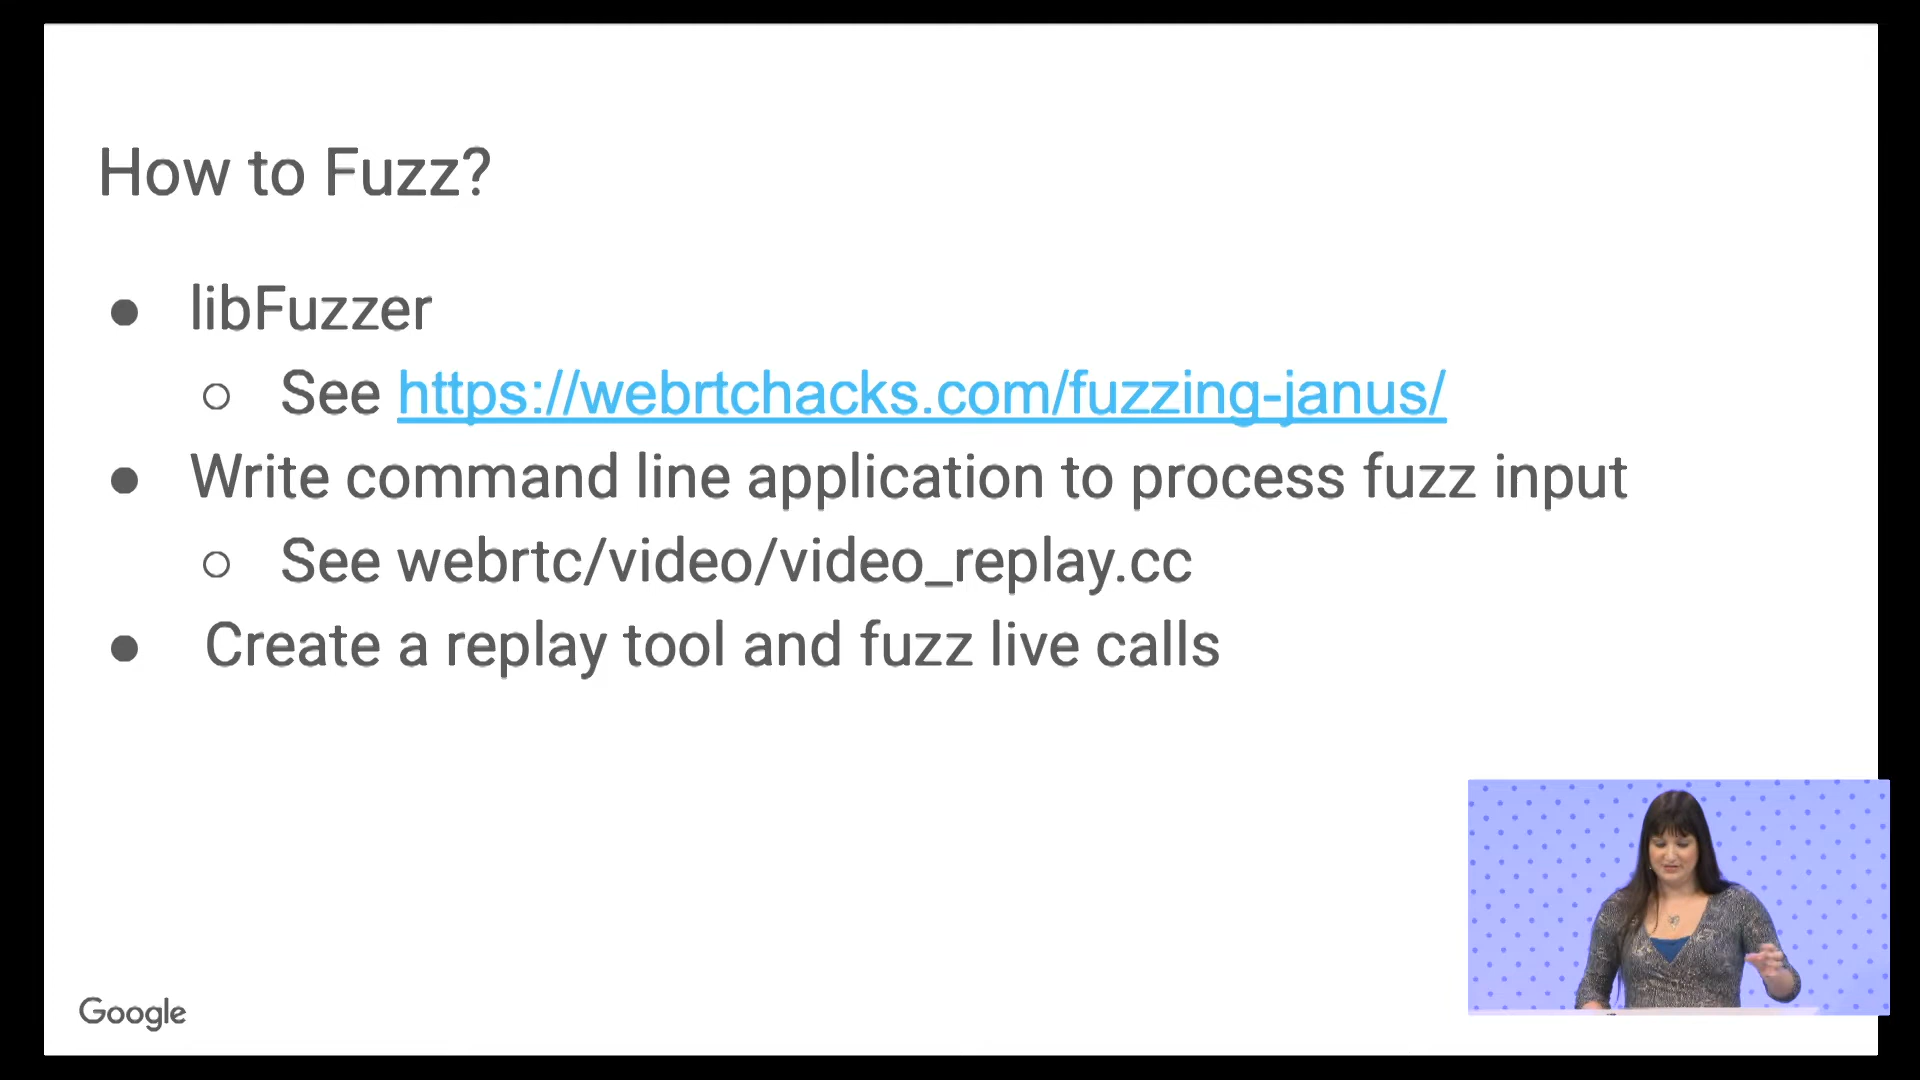 How to Fuzz?
● libFuzzer
○ See https://webrtchacks.com/fuzzing-janus/
● Write command line application to process fuzz input
○ See webrtc/video/video_replay.cc
● Create a replay tool and fuzz live calls
Google